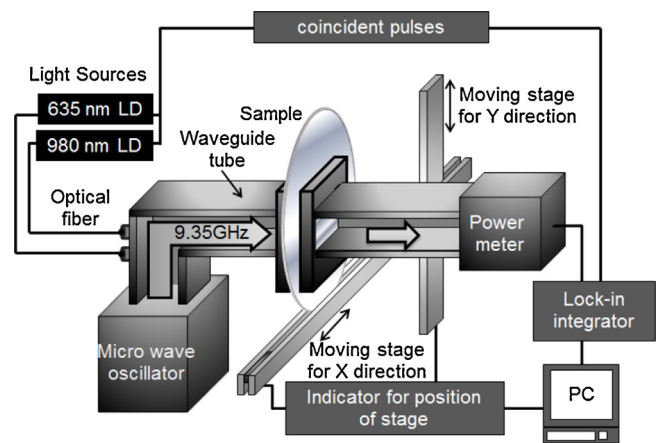 coincident pulses
Light Sources
635 nm LD
980 nm LD
Sample
Moving stage
for Y direction
Waveguide
tube
Optical
fiber
9.35GHz
Power
meter
Lock-in
integrator
Micro wave
oscillator
Moving stage
for X direction
Indicator for position
of stage
PC